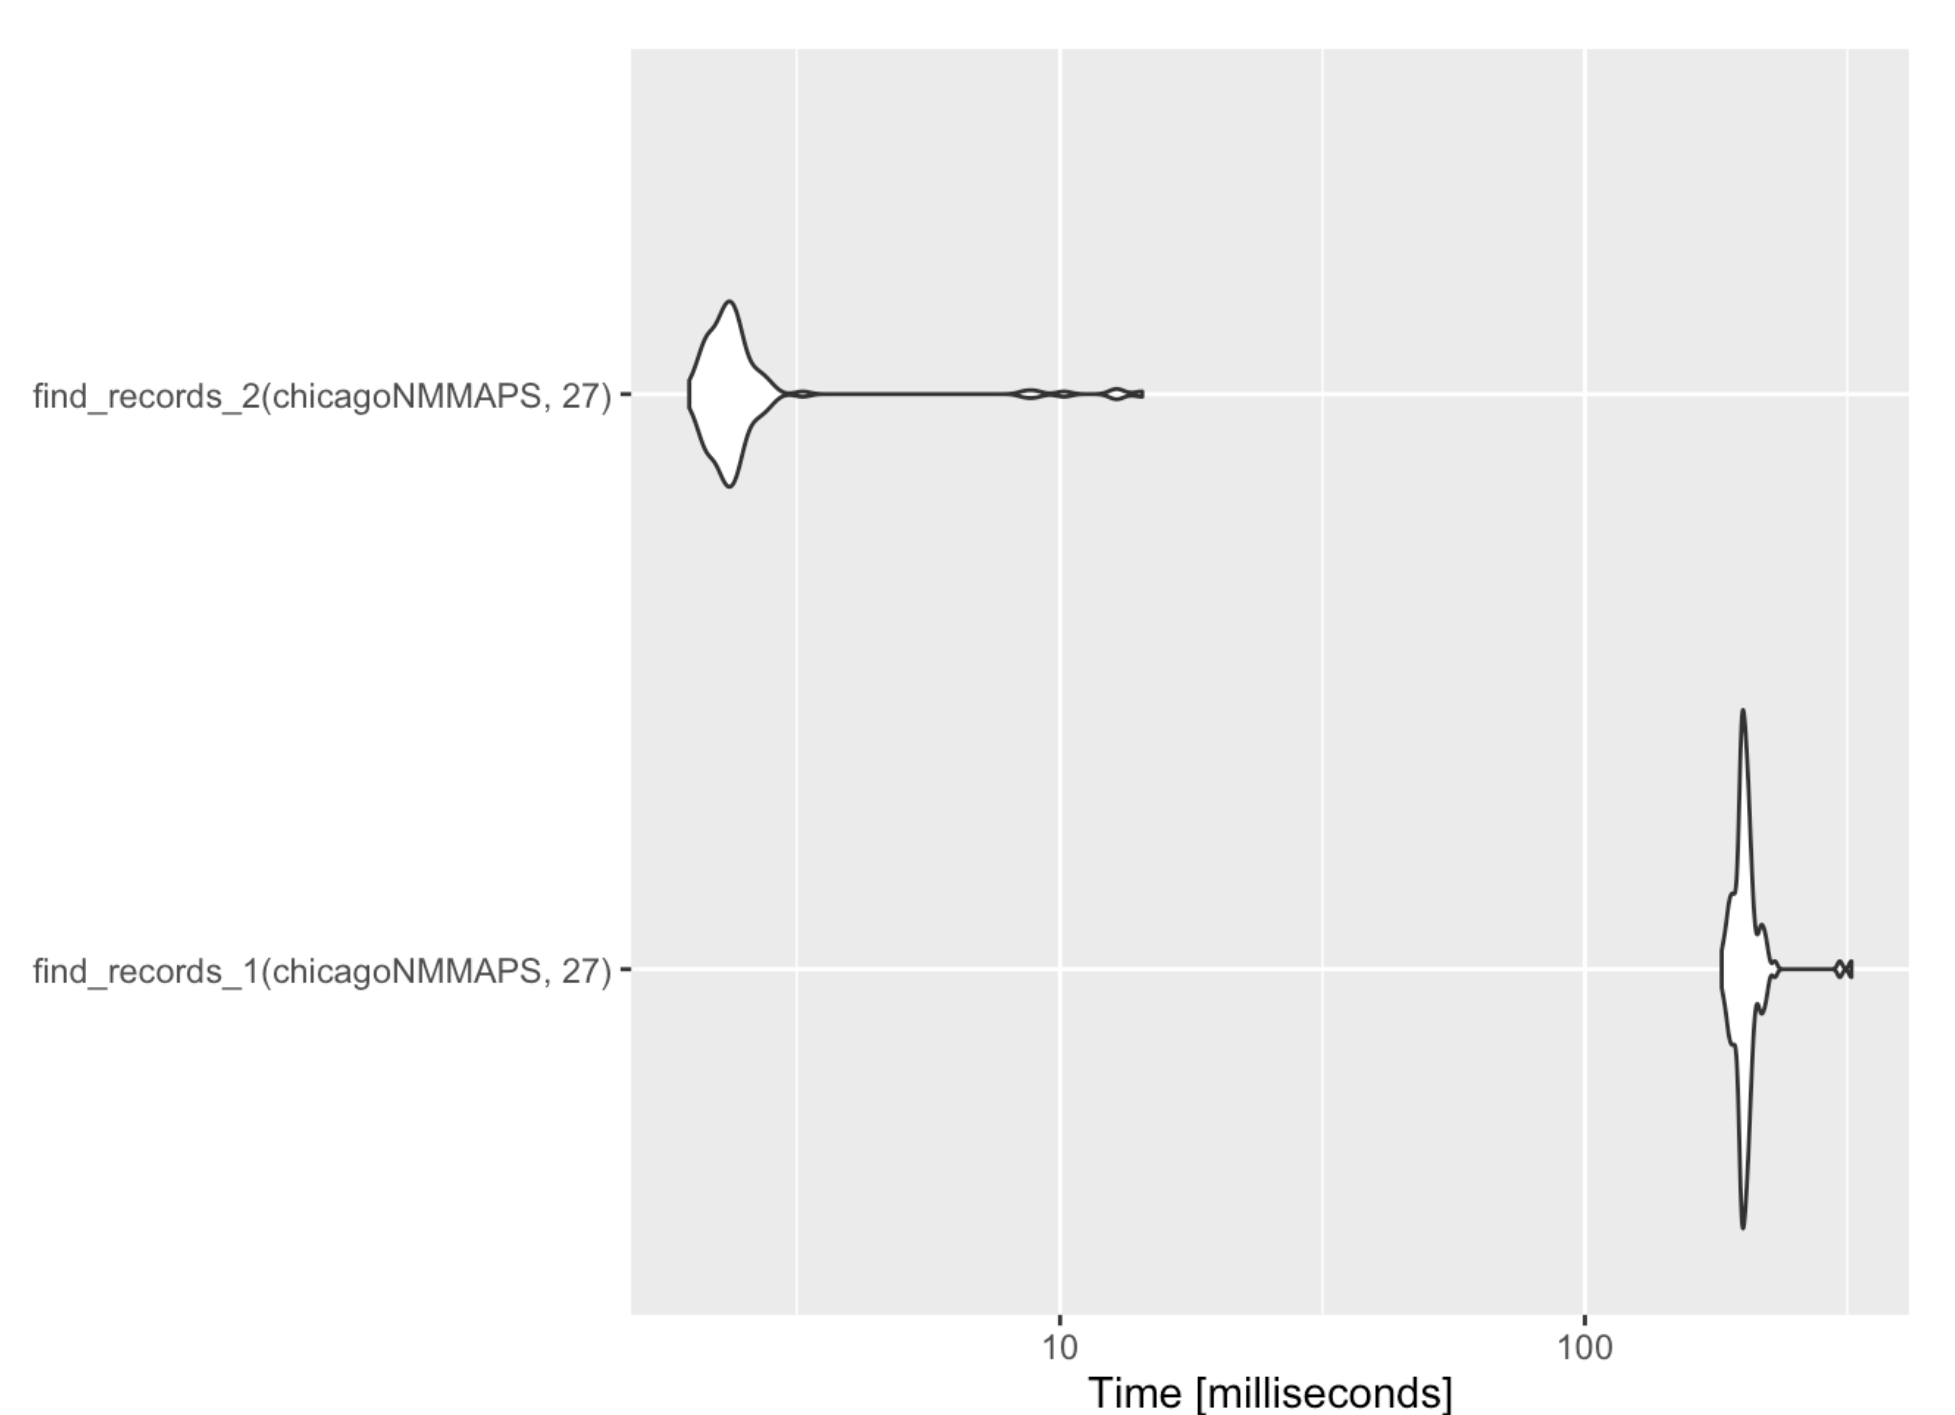 find_records_2(chicagoNMMAPS, 27)
find_records_1(chicagoNMMAPS, 27)
10
100
Time [milliseconds]